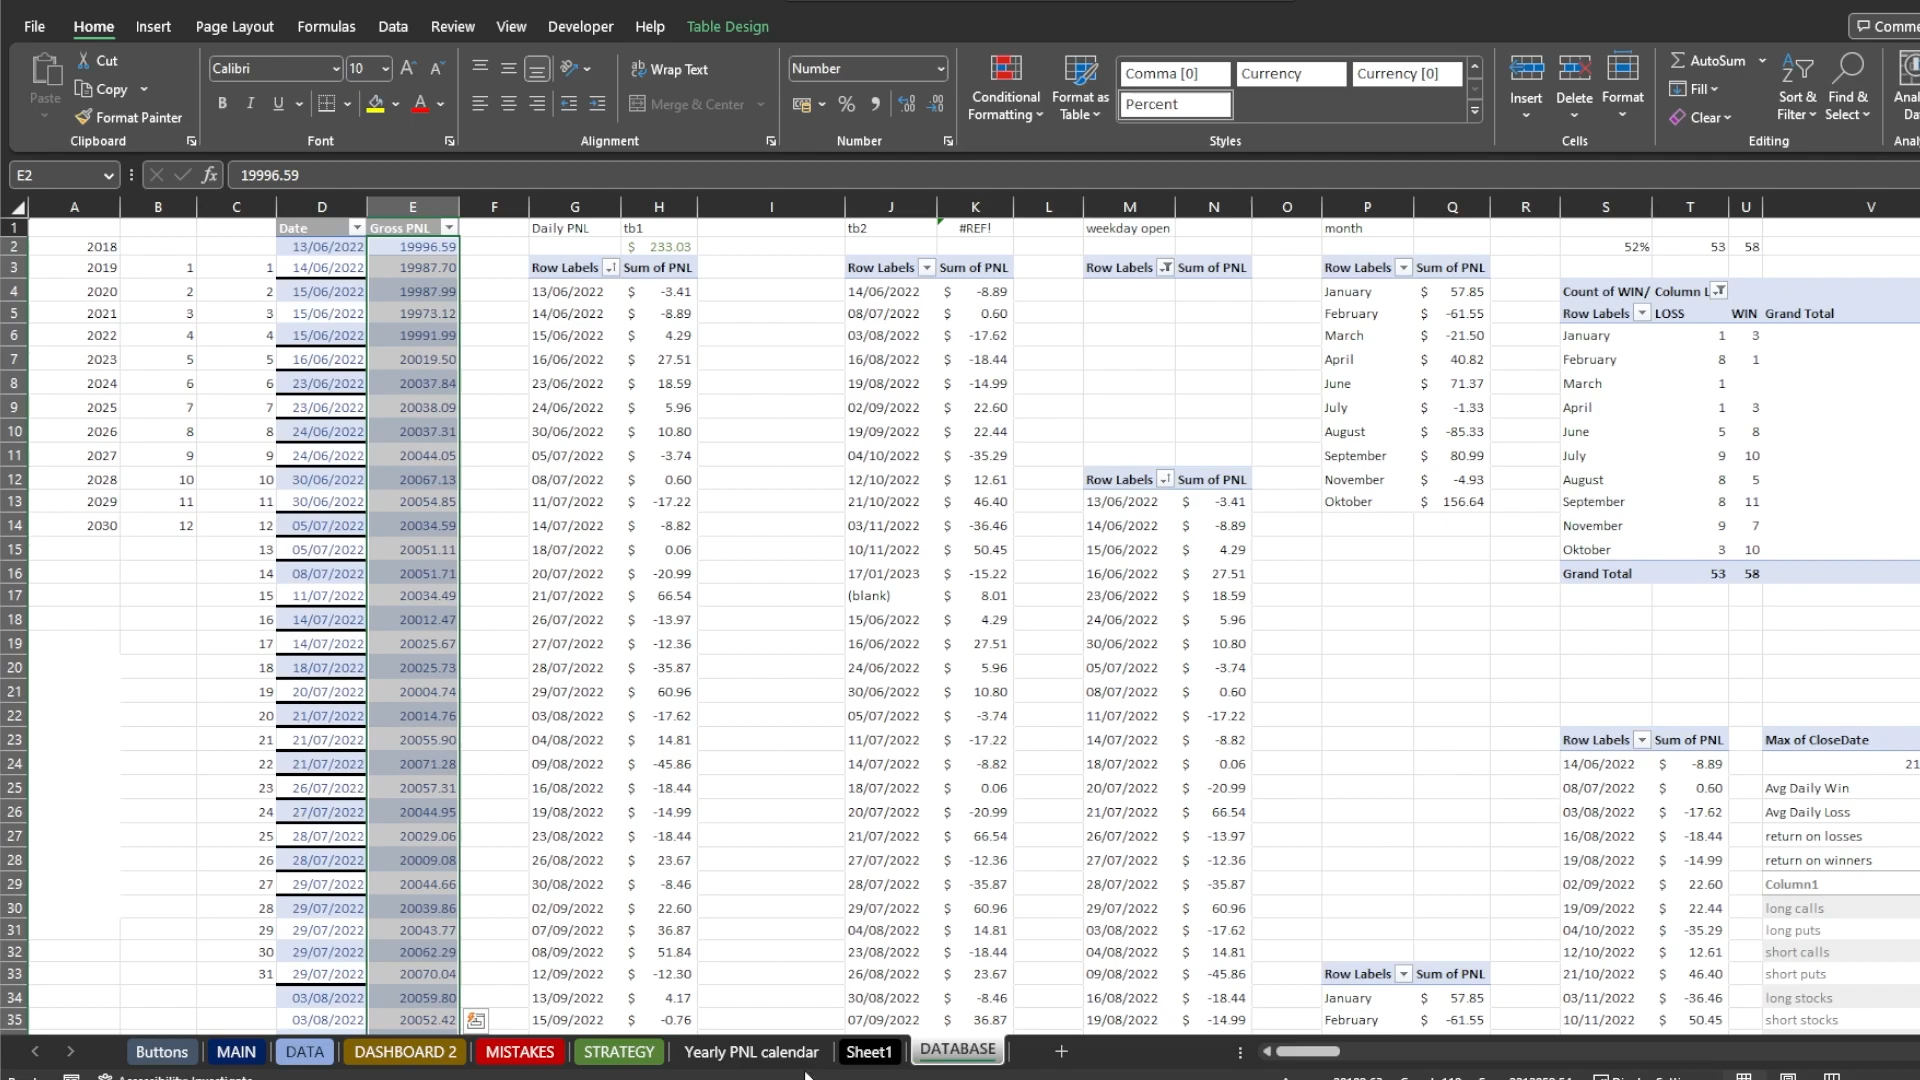 File Home Insert Page Layout Formulas Data Review View Developer Help Table Design
Cut Calibri 10 Wrap Text Number Comma [0] Currency Currency [0] AutoSum
Paste Copy Conditional Format as Insert Delete Format Fill Sort & Find &
Format Painter B I U Merge & Center Formatting Table Percent Clear Filter Select
Clipboard Font Alignment Number Styles Cells Editing
E2 fx 19996.59
A B C D E F G H I J K L M N O P Q R S T U V
1 Date Gross PNL Daily PNL tb1 tb2 #REF! weekday open month
2 2018 13/06/2022 19996.59 $ 233.03 52% 53 58
3 2019 1 1 14/06/2022 19987.70 Row Labels Sum of PNL Row Labels Sum of PNL Row Labels Sum of PNL Row Labels Sum of PNL
4 2020 2 2 15/06/2022 19987.99 13/06/2022 $ -3.41 14/06/2022 $ -8.89 January $ 57.85 Count of WIN/ Column L
5 2021 3 3 15/06/2022 19973.12 14/06/2022 $ -8.89 08/07/2022 $ 0.60 February $ -61.55 Row Labels LOSS WIN Grand Total
6 2022 4 4 15/06/2022 19991.99 15/06/2022 $ 4.29 03/08/2022 $ -17.62 March $ -21.50 January 1 3
7 2023 5 5 16/06/2022 20019.50 16/06/2022 $ 27.51 16/08/2022 $ -18.44 April $ 40.82 February 8 1
8 2024 6 6 23/06/2022 20037.84 23/06/2022 $ 18.59 19/08/2022 $ -14.99 June $ 71.37 March 1
9 2025 7 7 23/06/2022 20038.09 24/06/2022 $ 5.96 02/09/2022 $ 22.60 July $ -1.33 April 1 3
10 2026 8 8 24/06/2022 20037.31 30/06/2022 $ 10.80 19/09/2022 $ 22.44 August $ -85.33 June 5 8
11 2027 9 9 24/06/2022 20044.05 05/07/2022 $ -3.74 04/10/2022 $ -35.29 September $ 80.99 July 9 10
12 2028 10 10 30/06/2022 20067.13 08/07/2022 $ 0.60 12/10/2022 $ 12.61 Row Labels Sum of PNL November $ -4.93 August 8 5
13 2029 11 11 30/06/2022 20054.85 11/07/2022 $ -17.22 21/10/2022 $ 46.40 13/06/2022 $ -3.41 Oktober $ 156.64 September 8 11
14 2030 12 12 05/07/2022 20034.59 14/07/2022 $ -8.82 03/11/2022 $ -36.46 14/06/2022 $ -8.89 November 9 7
15 13 05/07/2022 20051.11 18/07/2022 $ 0.06 10/11/2022 $ 50.45 15/06/2022 $ 4.29 Oktober 3 10
16 14 08/07/2022 20051.71 20/07/2022 $ -20.99 17/01/2023 $ -15.22 16/06/2022 $ 27.51 Grand Total 53 58
17 15 11/07/2022 20034.49 21/07/2022 $ 66.54 (blank) $ 8.01 23/06/2022 $ 18.59
18 16 14/07/2022 20012.47 26/07/2022 $ -13.97 15/06/2022 $ 4.29 24/06/2022 $ 5.96
19 17 14/07/2022 20025.67 27/07/2022 $ -12.36 16/06/2022 $ 27.51 30/06/2022 $ 10.80
20 18 18/07/2022 20025.73 28/07/2022 $ -35.87 24/06/2022 $ 5.96 05/07/2022 $ -3.74
21 19 20/07/2022 20004.74 29/07/2022 $ 60.96 30/06/2022 $ 10.80 08/07/2022 $ 0.60
22 20 21/07/2022 20014.76 03/08/2022 $ -17.62 05/07/2022 $ -3.74 11/07/2022 $ -17.22
23 21 21/07/2022 20055.90 04/08/2022 $ 14.81 11/07/2022 $ -17.22 14/07/2022 $ -8.82 Row Labels Sum of PNL Max of CloseDate
24 22 21/07/2022 20071.28 09/08/2022 $ -45.86 14/07/2022 $ -8.82 18/07/2022 $ 0.06 14/06/2022 $ -8.89 21
25 23 26/07/2022 20057.31 16/08/2022 $ -18.44 18/07/2022 $ 0.06 20/07/2022 $ -20.99 08/07/2022 $ 0.60 Avg Daily Win
26 24 27/07/2022 20044.95 19/08/2022 $ -14.99 20/07/2022 $ -20.99 21/07/2022 $ 66.54 03/08/2022 $ -17.62 Avg Daily Loss
27 25 28/07/2022 20029.06 23/08/2022 $ -18.44 21/07/2022 $ 66.54 26/07/2022 $ -13.97 16/08/2022 $ -18.44 return on losses
28 26 28/07/2022 20009.08 26/08/2022 $ 23.67 27/07/2022 $ -12.36 27/07/2022 $ -12.36 19/08/2022 $ -14.99 return on winners
29 27 29/07/2022 20044.66 30/08/2022 $ -8.46 28/07/2022 $ -35.87 28/07/2022 $ -35.87 02/09/2022 $ 22.60 Column1
30 28 29/07/2022 20039.86 02/09/2022 $ 22.60 29/07/2022 $ 60.96 29/07/2022 $ 60.96 19/09/2022 $ 22.44 long calls
31 29 29/07/2022 20043.77 07/09/2022 $ 36.87 04/08/2022 $ 14.81 03/08/2022 $ -17.62 04/10/2022 $ -35.29 long puts
32 30 29/07/2022 20062.29 08/09/2022 $ 51.84 23/08/2022 $ -18.44 04/08/2022 $ 14.81 12/10/2022 $ 12.61 short calls
33 31 29/07/2022 20070.04 12/09/2022 $ -12.30 26/08/2022 $ 23.67 09/08/2022 $ -45.86 Row Labels Sum of PNL 21/10/2022 $ 46.40 short puts
34 03/08/2022 20059.80 13/09/2022 $ 4.17 30/08/2022 $ -8.46 16/08/2022 $ -18.44 January $ 57.85 03/11/2022 $ -36.46 long stocks
35 03/08/2022 20052.42 15/09/2022 $ -0.76 07/09/2022 $ 36.87 19/08/2022 $ -14.99 February $ -61.55 10/11/2022 $ 50.45 short stocks
Buttons MAIN DATA DASHBOARD 2 MISTAKES STRATEGY Yearly PNL calendar Sheet1 DATABASE